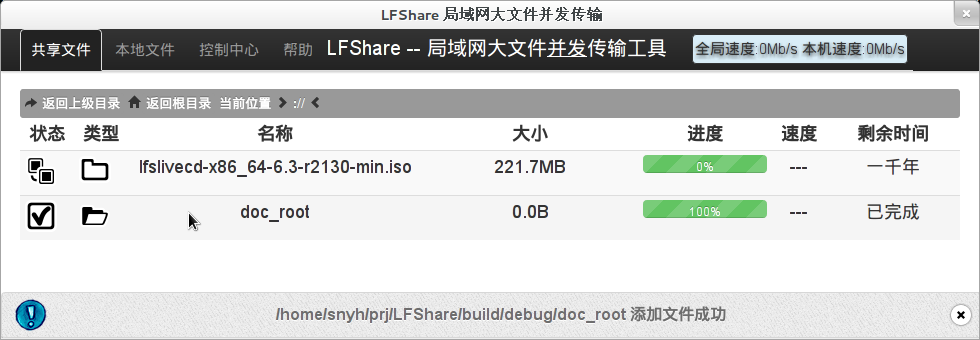 LFShare 局域网大文件并发传输
共享文件 本地文件 控制中心 帮助 LFShare -- 局域网大文件并发传输工具 全局速度:0Mb/s 本机速度:0Mb/s
返回上级目录 返回根目录 当前位置 ://
状态 类型 名称 大小 进度 速度 剩余时间
lfslivecd-x86_64-6.3-r2130-min.iso 221.7MB 0% --- 一千年
doc_root 0.0B 100% --- 已完成
/home/snyh/prj/LFShare/build/debug/doc_root 添加文件成功